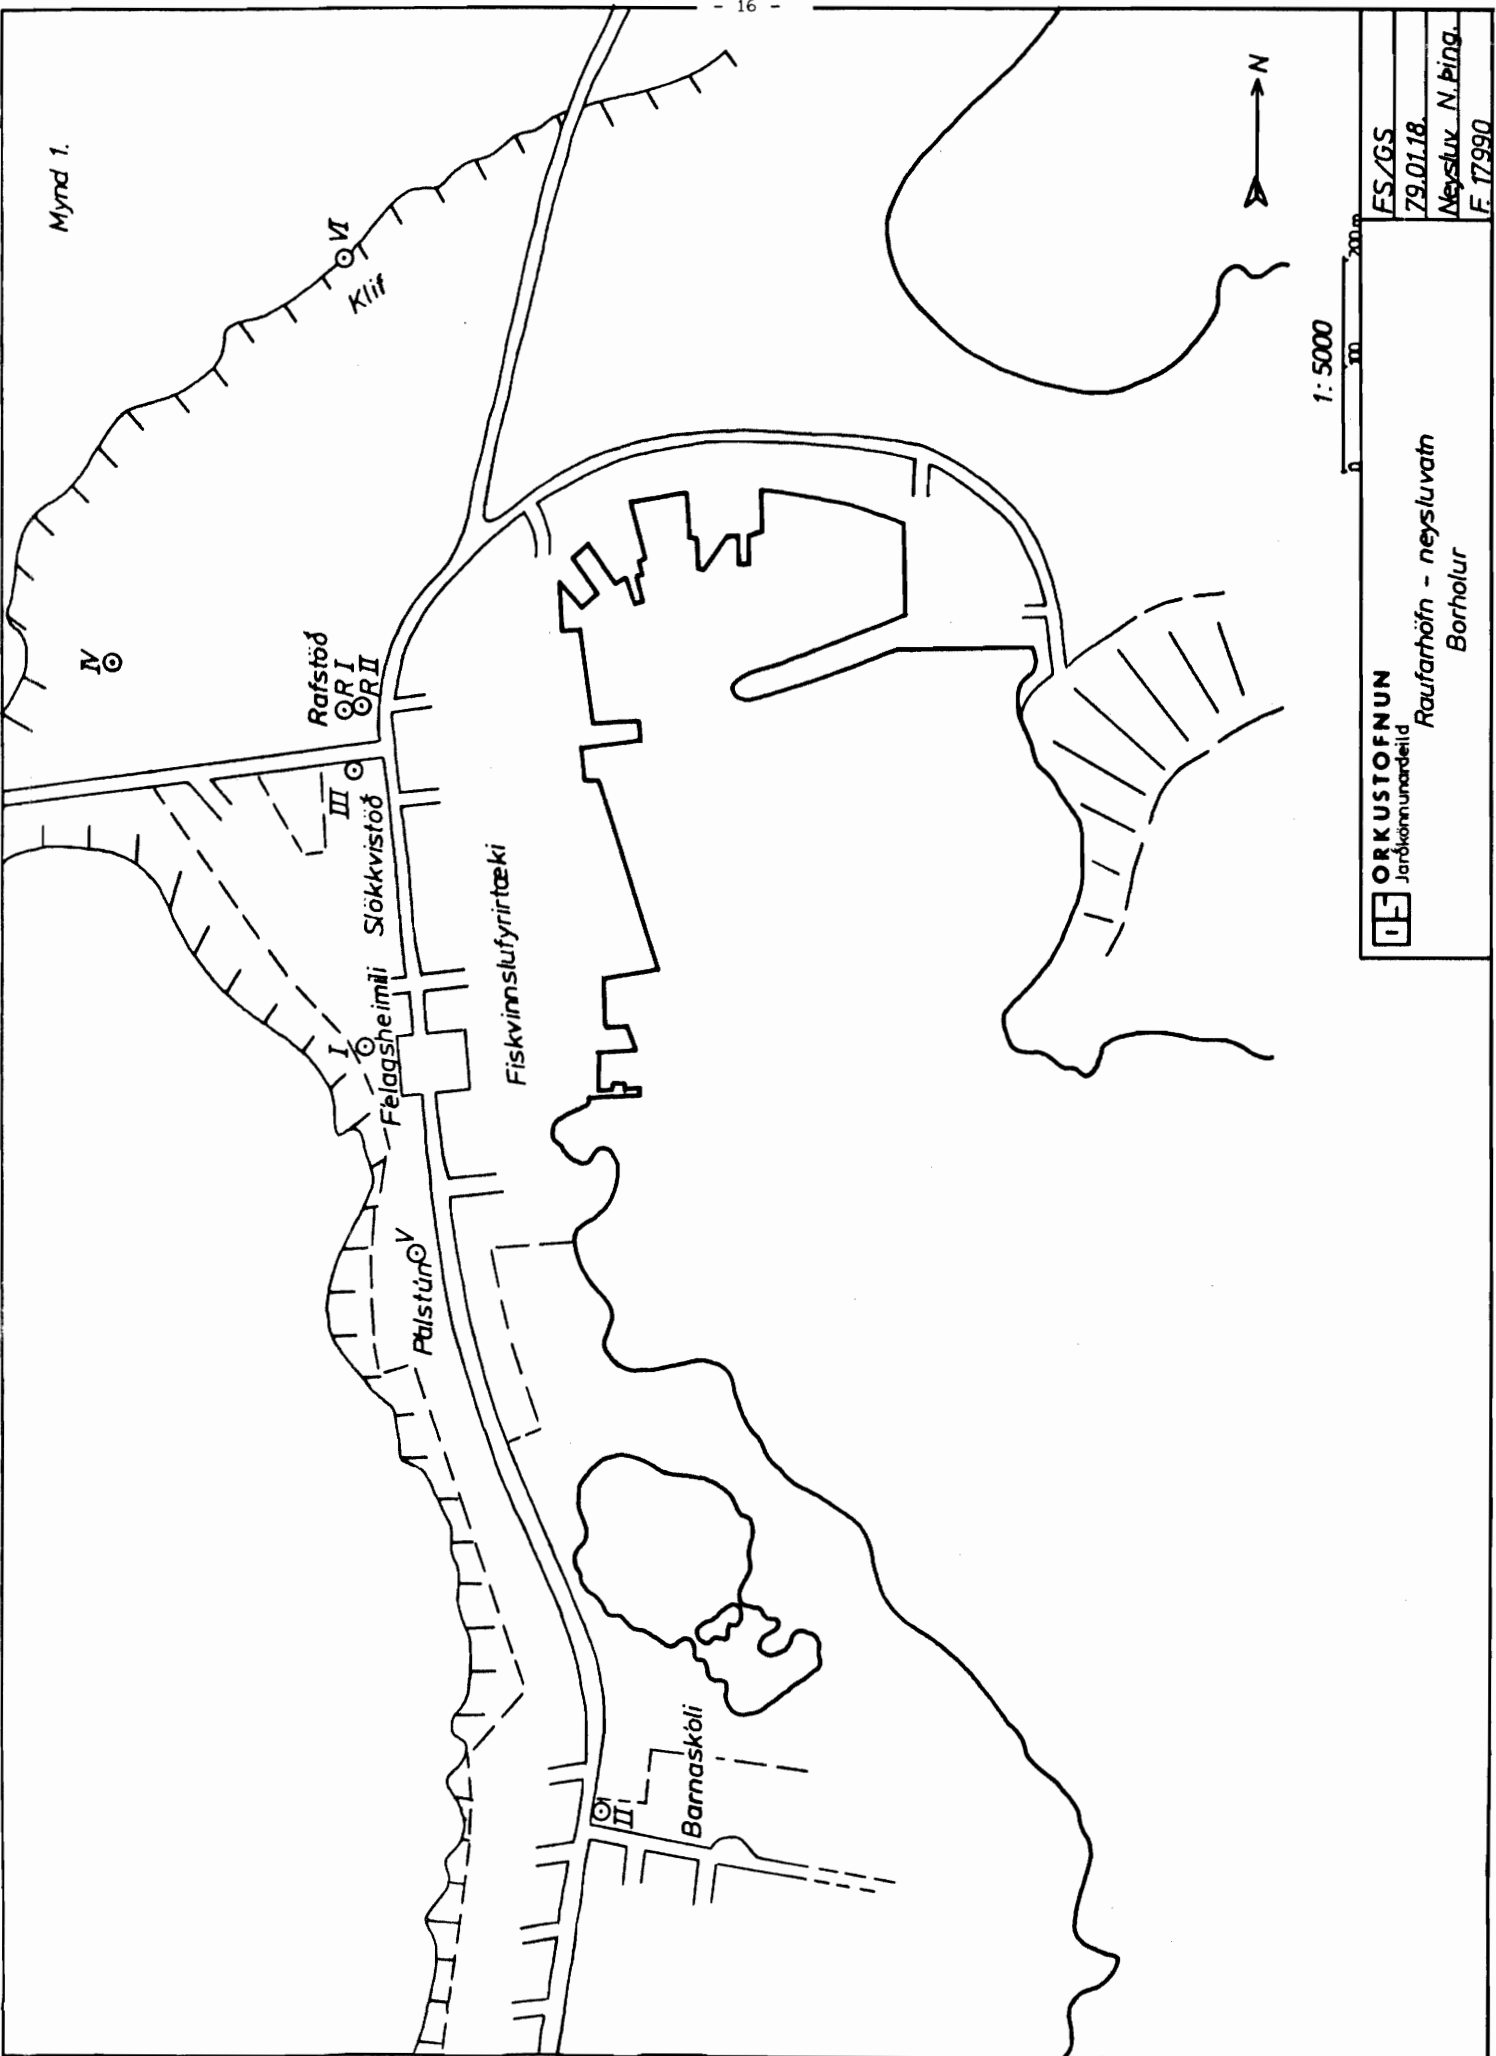 - 16 -
Mynd 1.
VI
Klif
N
IV
Rafstöð
R I
R II
III
Slökkvistöð
I
Félagsheimili
Fiskvinnslufyrirtæki
V
Pálstún
II
Barnaskóli
1:5000
0 100 200 m
OS ORKUSTOFNUN
Jarðkönnunardeild
Raufarhöfn - neysluvatn
Borholur
FS/GS
79.01.18.
Neysluv. N.Þing.
F. 17990